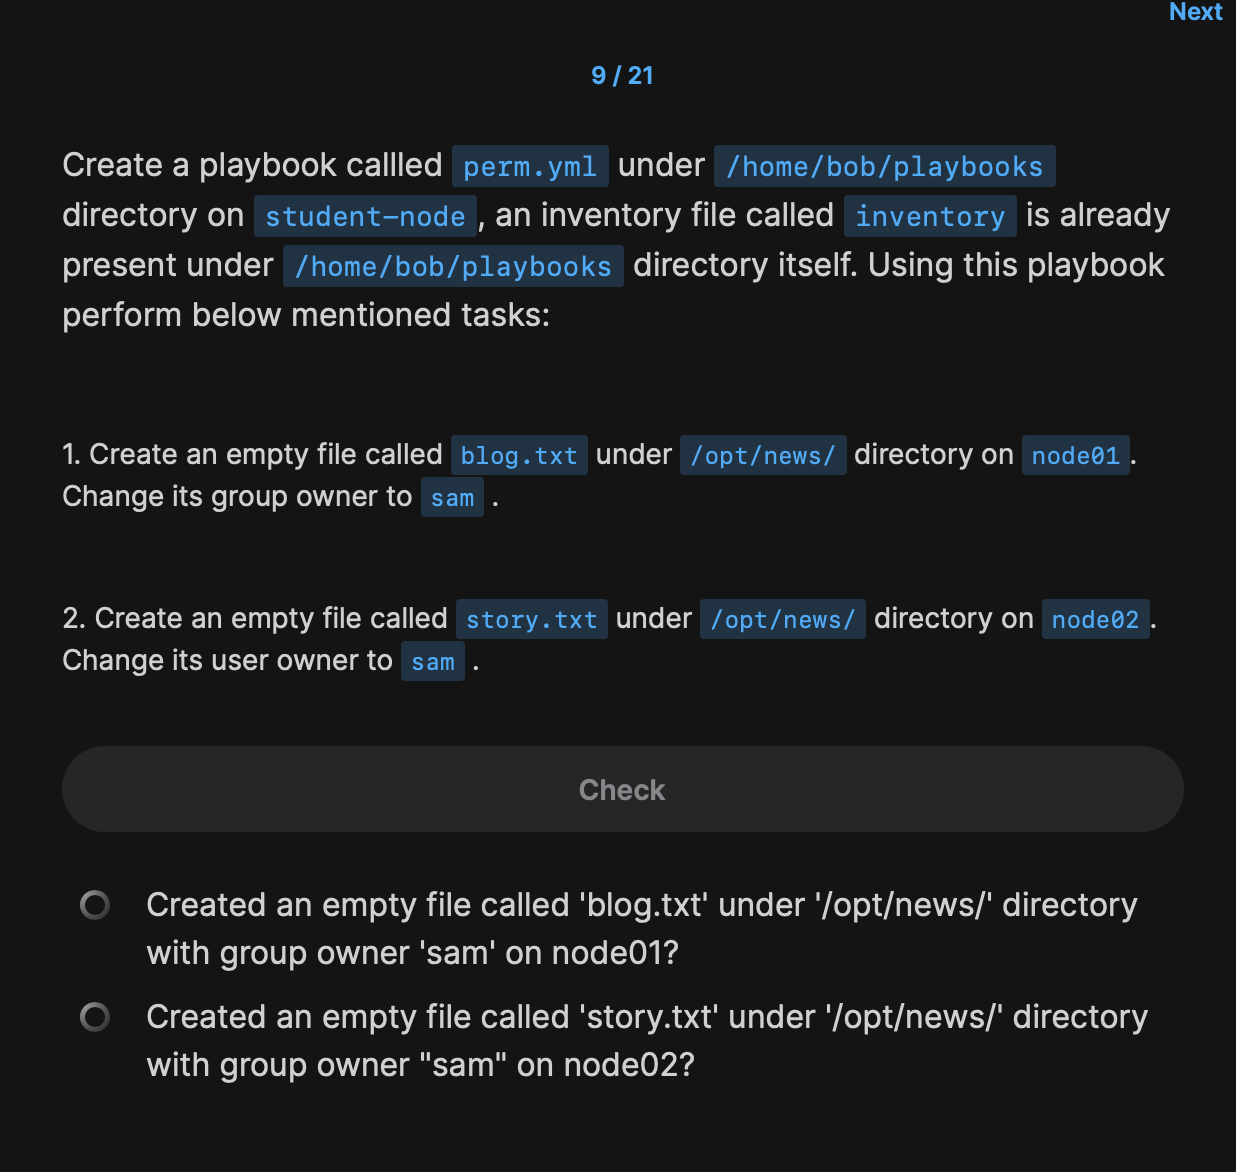 Next
9 / 21
Create a playbook callled perm.yml under /home/bob/playbooks
directory on student-node, an inventory file called inventory is already
present under /home/bob/playbooks directory itself. Using this playbook
perform below mentioned tasks:
1. Create an empty file called blog.txt under /opt/news/ directory on node01.
Change its group owner to sam .
2. Create an empty file called story.txt under /opt/news/ directory on node02.
Change its user owner to sam .
Check
Created an empty file called 'blog.txt' under '/opt/news/' directory
with group owner 'sam' on node01?
Created an empty file called 'story.txt' under '/opt/news/' directory
with group owner "sam" on node02?